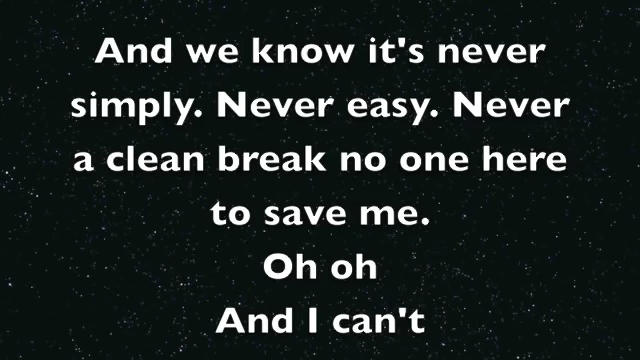 And we know it's never
simply. Never easy. Never
a clean break no one here
to save me.
Oh oh
And I can't